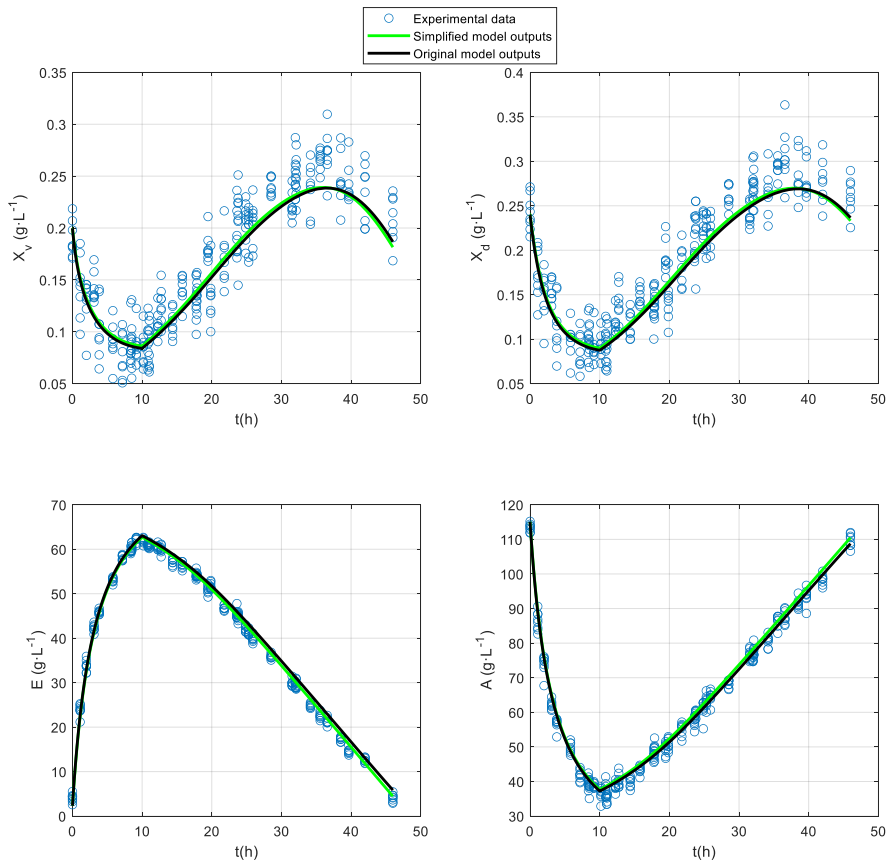 Experimental data
Simplified model outputs
Original model outputs
0.35
0.3
0.25
0.2
0.15
0.1
0.05
X_v (g·L^-1)
0 10 20 30 40 50
t(h)
0.4
0.35
0.3
0.25
0.2
0.15
0.1
0.05
X_d (g·L^-1)
0 10 20 30 40 50
t(h)
70
60
50
40
30
20
10
0
E (g·L^-1)
0 10 20 30 40 50
t(h)
120
110
100
90
80
70
60
50
40
30
A (g·L^-1)
0 10 20 30 40 50
t(h)